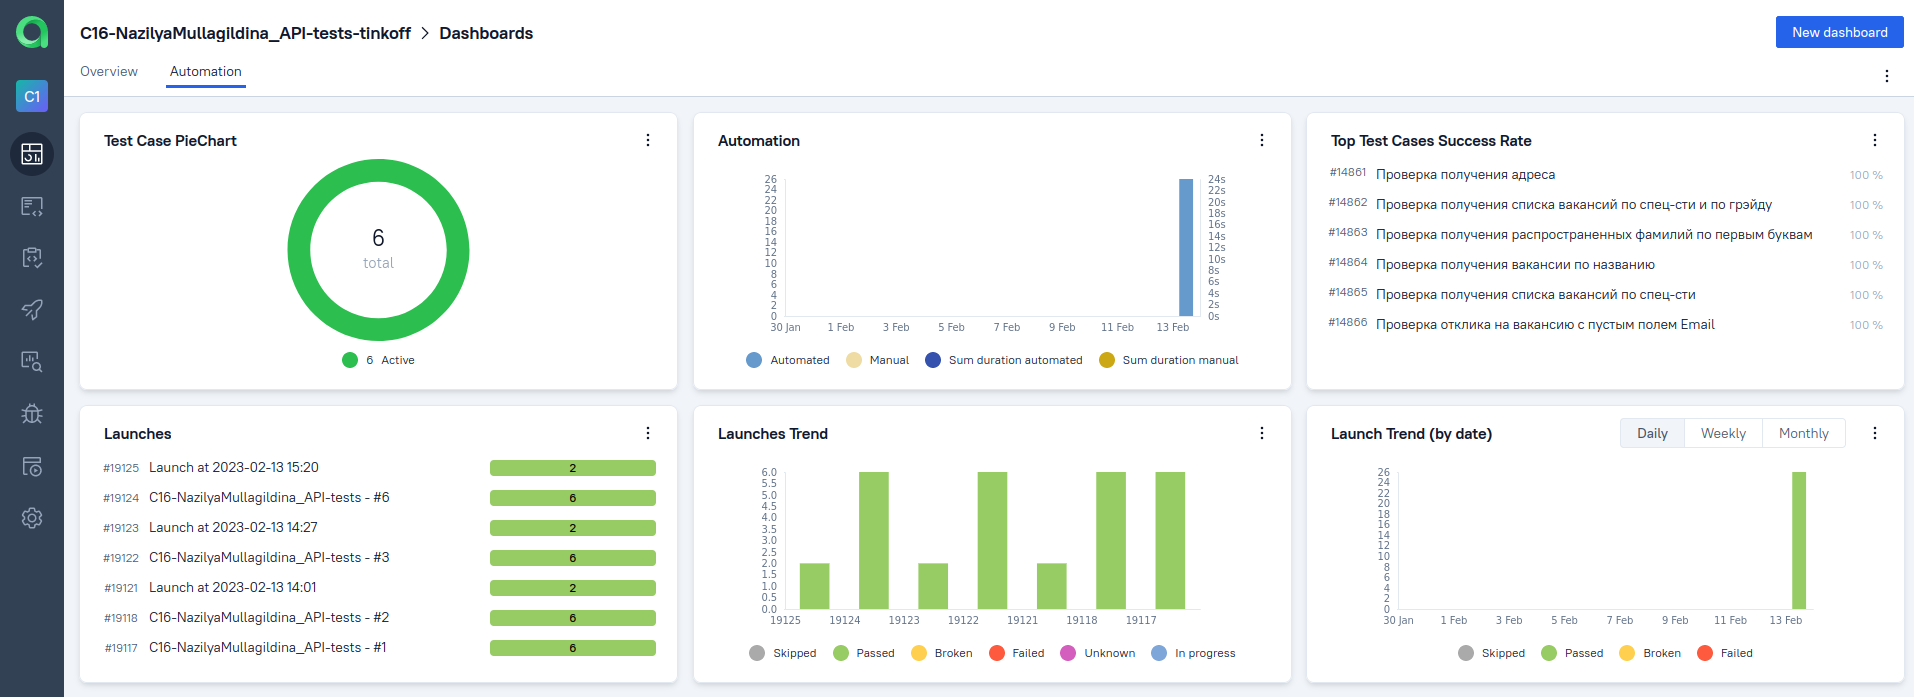 C16-NazilyaMullagildina_API-tests-tinkoff > Dashboards
New dashboard
Overview
Automation
C1
Test Case PieChart
6
total
6 Active
Automation
26
24
22
20
18
16
14
12
10
8
6
4
2
0
24s
22s
20s
18s
16s
14s
12s
10s
8s
6s
4s
2s
0s
30 Jan 1 Feb 3 Feb 5 Feb 7 Feb 9 Feb 11 Feb 13 Feb
Automated Manual Sum duration automated Sum duration manual
Top Test Cases Success Rate
#14861 Проверка получения адреса 100 %
#14862 Проверка получения списка вакансий по спец-сти и по грэйду 100 %
#14863 Проверка получения распространенных фамилий по первым буквам 100 %
#14864 Проверка получения вакансии по названию 100 %
#14865 Проверка получения списка вакансий по спец-сти 100 %
#14866 Проверка отклика на вакансию с пустым полем Email 100 %
Launches
#19125 Launch at 2023-02-13 15:20 2
#19124 C16-NazilyaMullagildina_API-tests - #6 6
#19123 Launch at 2023-02-13 14:27 2
#19122 C16-NazilyaMullagildina_API-tests - #3 6
#19121 Launch at 2023-02-13 14:01 2
#19118 C16-NazilyaMullagildina_API-tests - #2 6
#19117 C16-NazilyaMullagildina_API-tests - #1 6
Launches Trend
6.0
5.5
5.0
4.5
4.0
3.5
3.0
2.5
2.0
1.5
1.0
0.5
0.0
19125 19124 19123 19122 19121 19118 19117
Skipped Passed Broken Failed Unknown In progress
Launch Trend (by date)
Daily Weekly Monthly
26
24
22
20
18
16
14
12
10
8
6
4
2
0
30 Jan 1 Feb 3 Feb 5 Feb 7 Feb 9 Feb 11 Feb 13 Feb
Skipped Passed Broken Failed